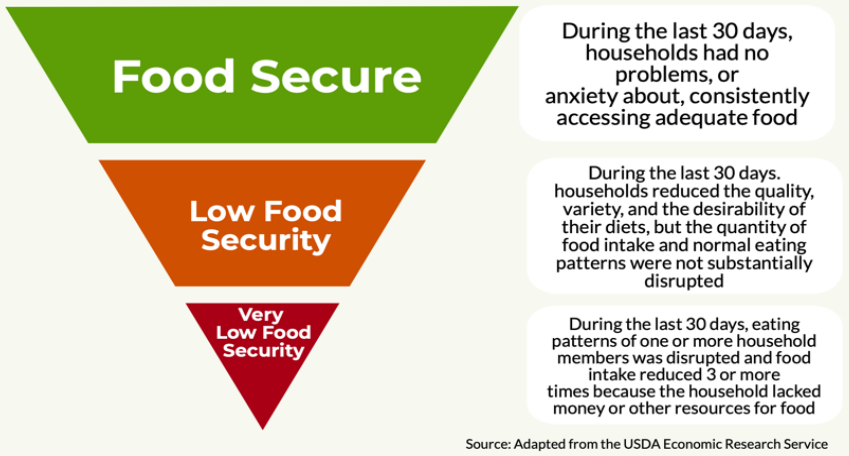 Food Secure
During the last 30 days,
households had no
problems, or
anxiety about, consistently
accessing adequate food
Low Food
Security
During the last 30 days.
households reduced the quality,
variety, and the desirability of
their diets, but the quantity of
food intake and normal eating
patterns were not substantially
disrupted
Very
Low Food
Security
During the last 30 days, eating
patterns of one or more household
members was disrupted and food
intake reduced 3 or more
times because the household lacked
money or other resources for food
Source: Adapted from the USDA Economic Research Service